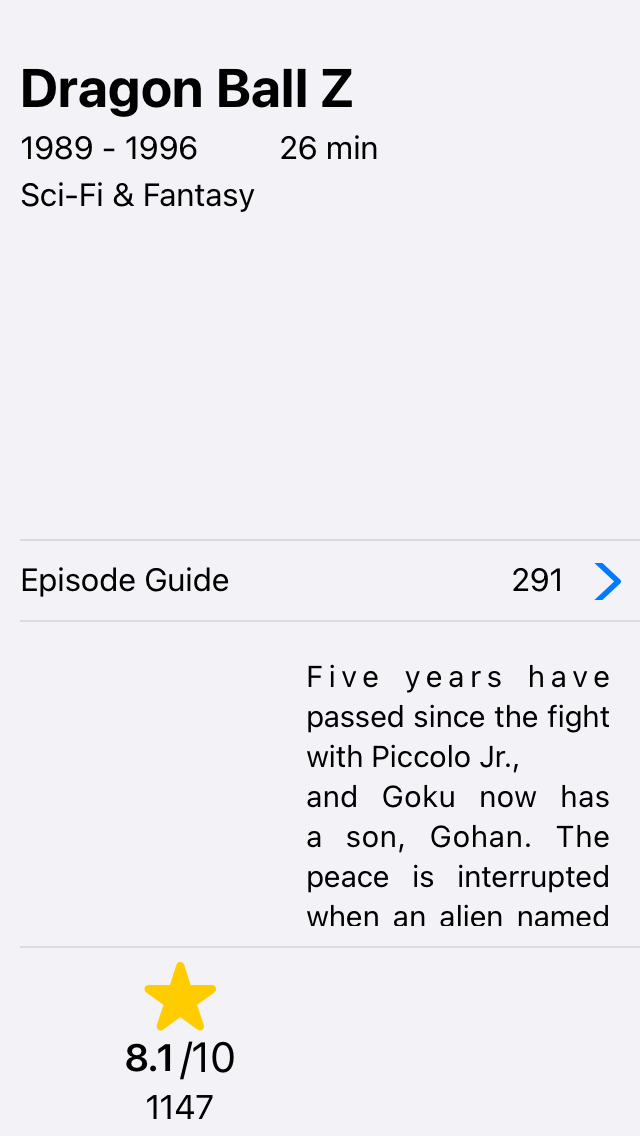 Dragon Ball Z
1989 - 1996 26 min
Sci-Fi & Fantasy
Episode Guide 291
Five years have
passed since the fight
with Piccolo Jr.,
and Goku now has
a son, Gohan. The
peace is interrupted
when an alien named
8.1/10
1147